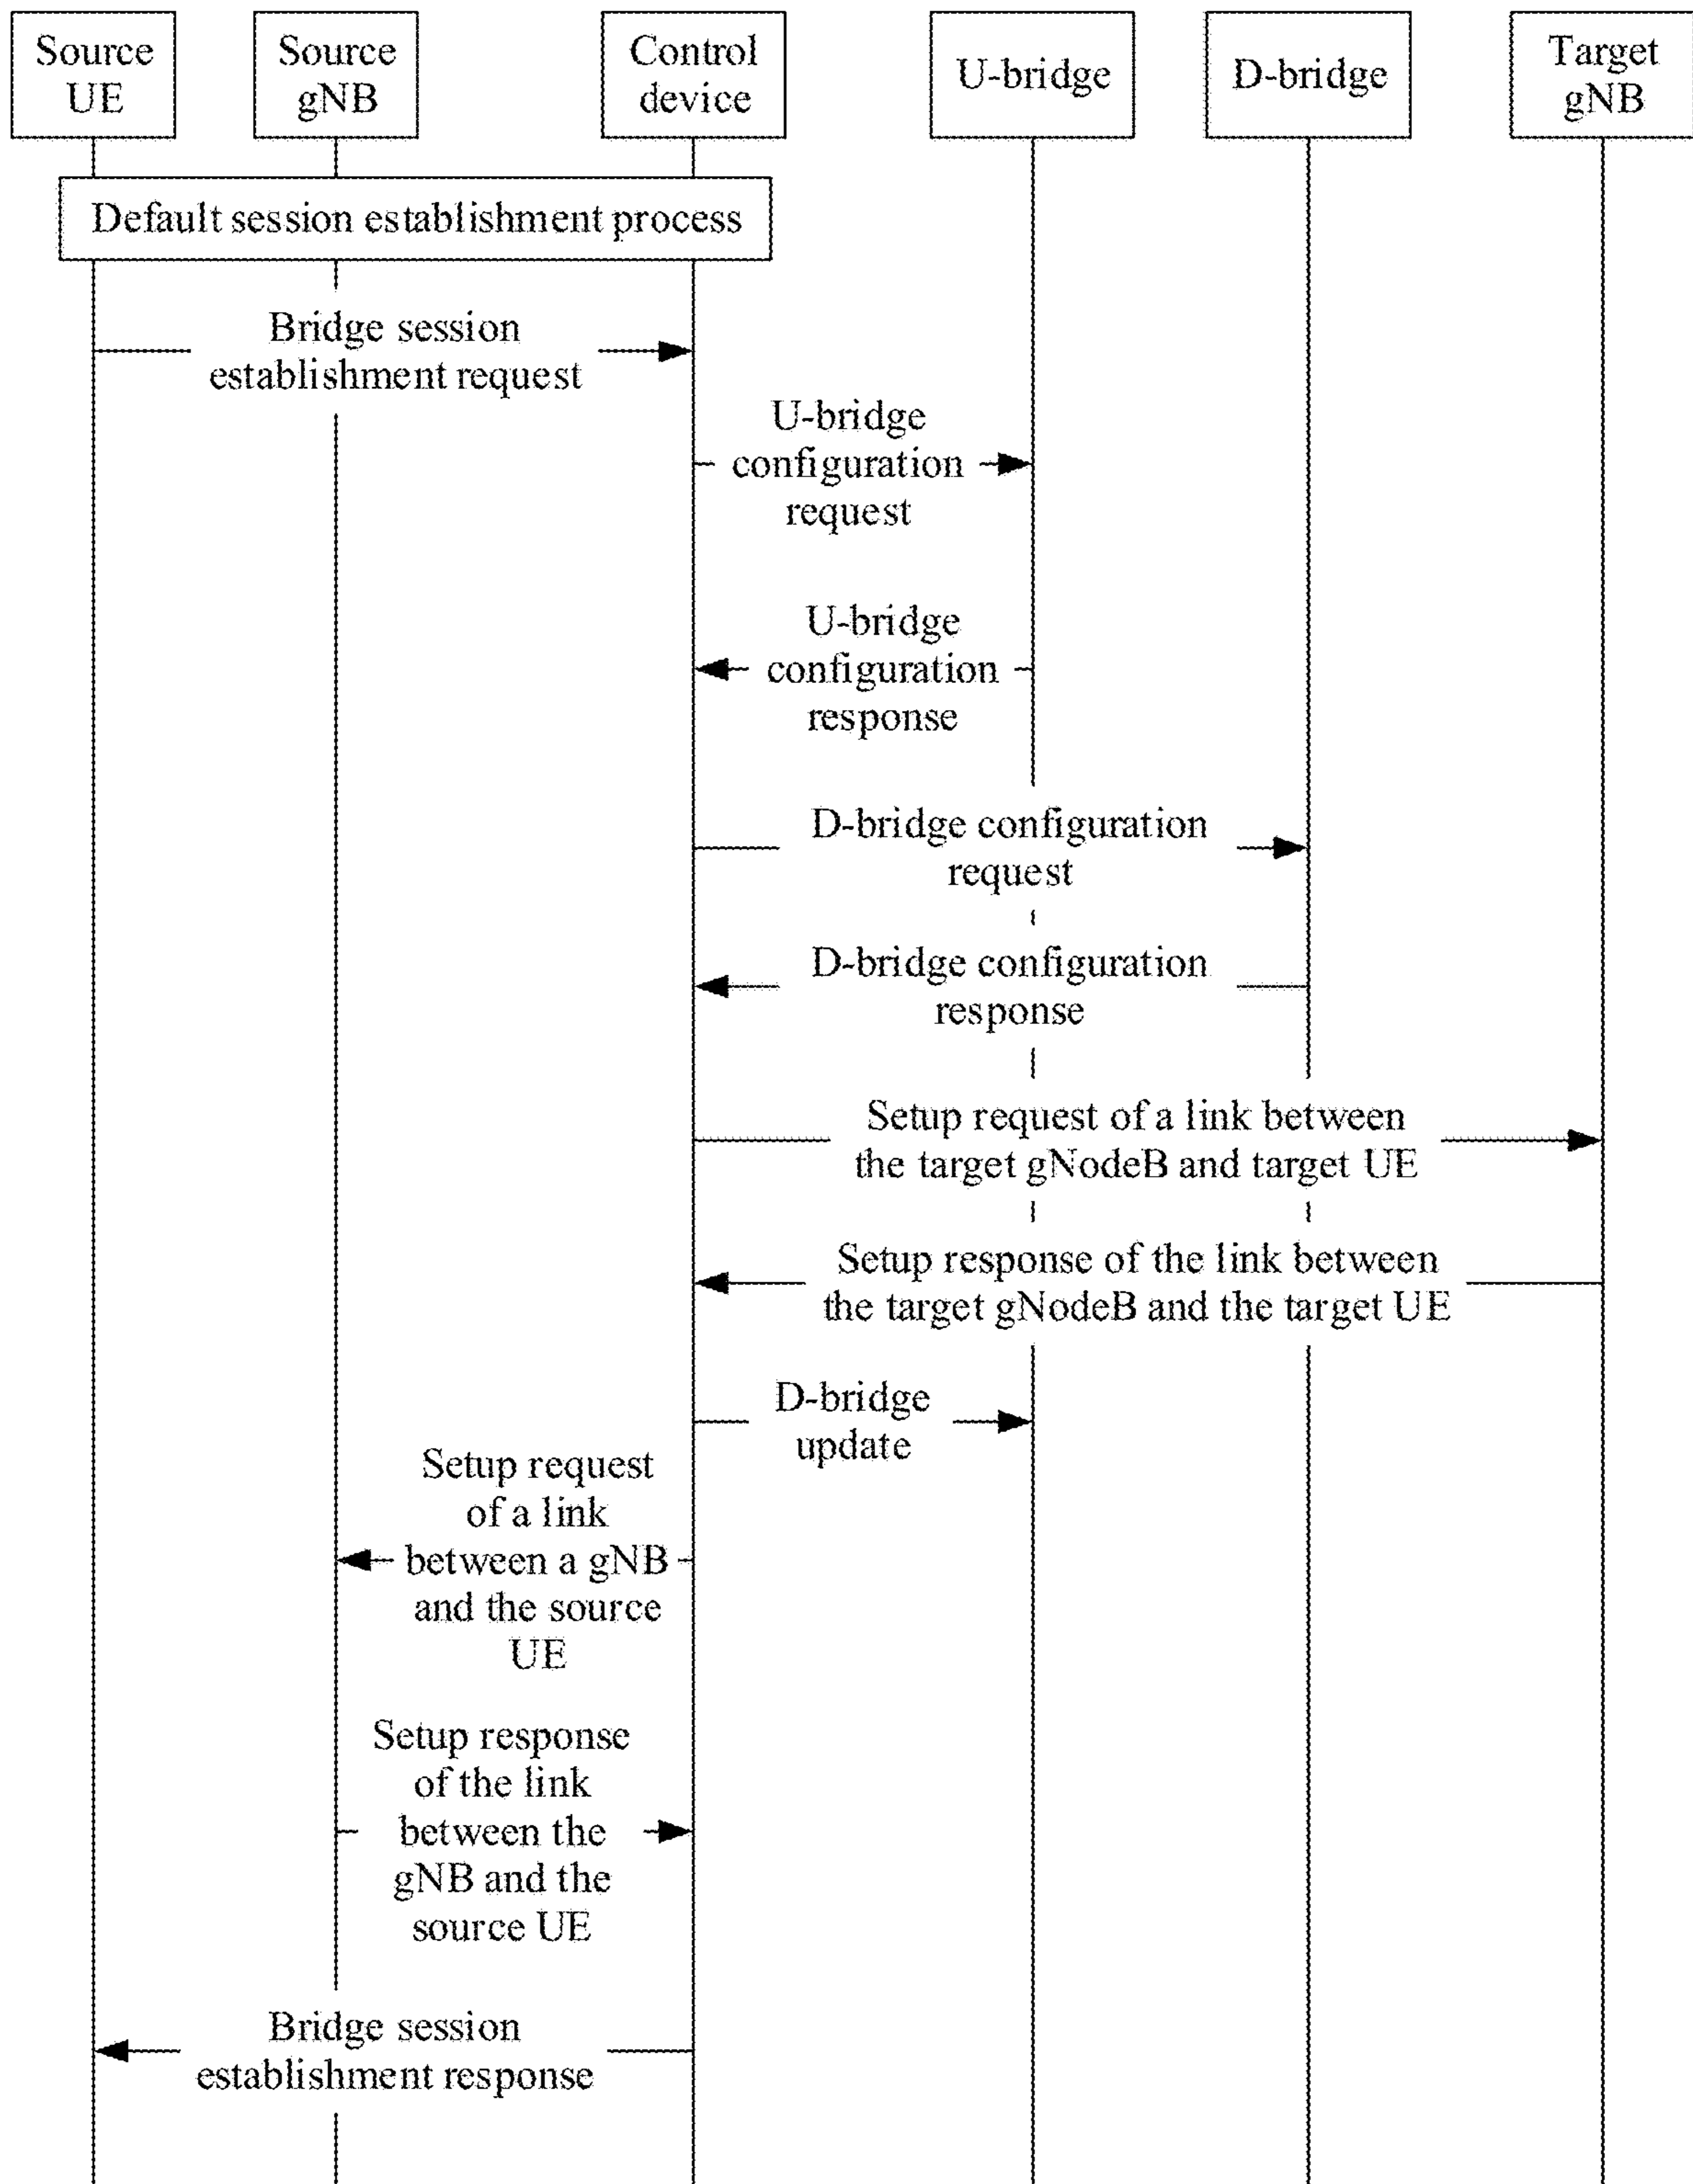 Source
UE
Source
gNB
Control
device
U-bridge
D-bridge
Target
gNB
Default session establishment process
Bridge session
establishment request
U-bridge
configuration
request
U-bridge
configuration
response
D-bridge configuration
request
D-bridge configuration
response
Setup request of a link between
the target gNodeB and target UE
Setup response of the link between
the target gNodeB and the target UE
D-bridge
update
Setup request
of a link
between a gNB
and the source
UE
Setup response
of the link
between the
gNB and the
source UE
Bridge session
establishment response